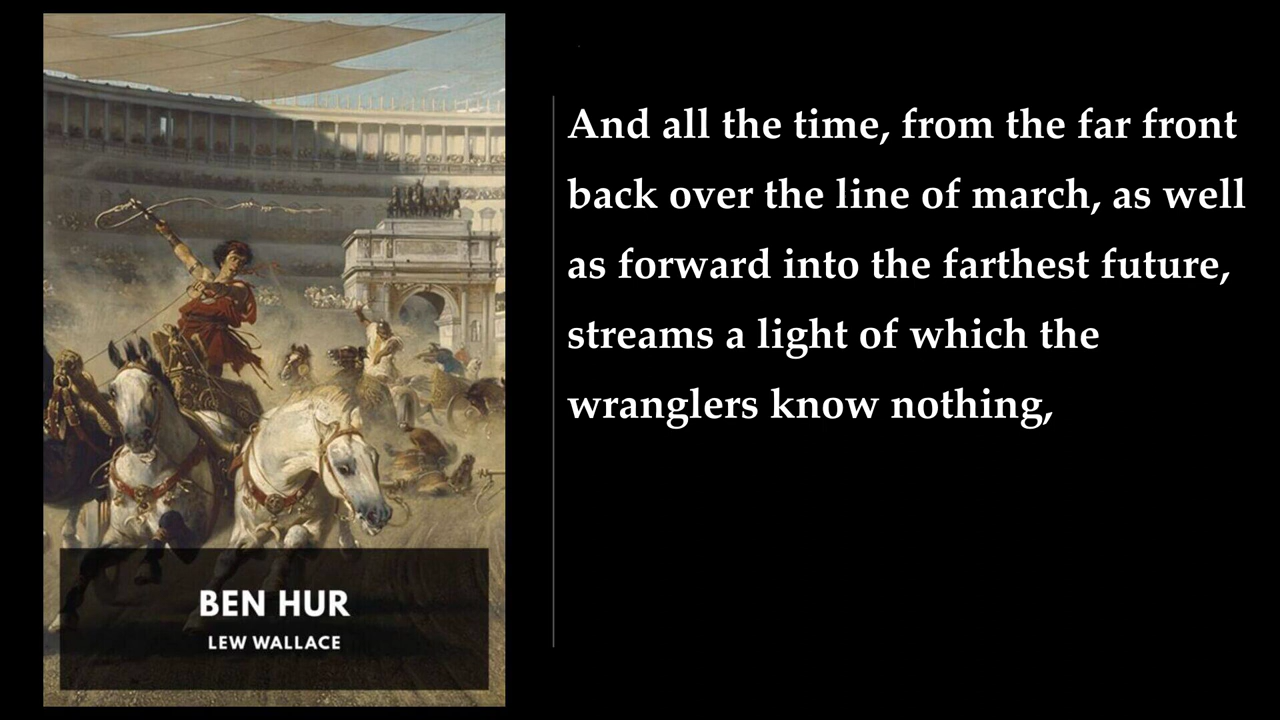 BEN HUR
LEW WALLACE
And all the time, from the far front
back over the line of march, as well
as forward into the farthest future,
streams a light of which the
wranglers know nothing,